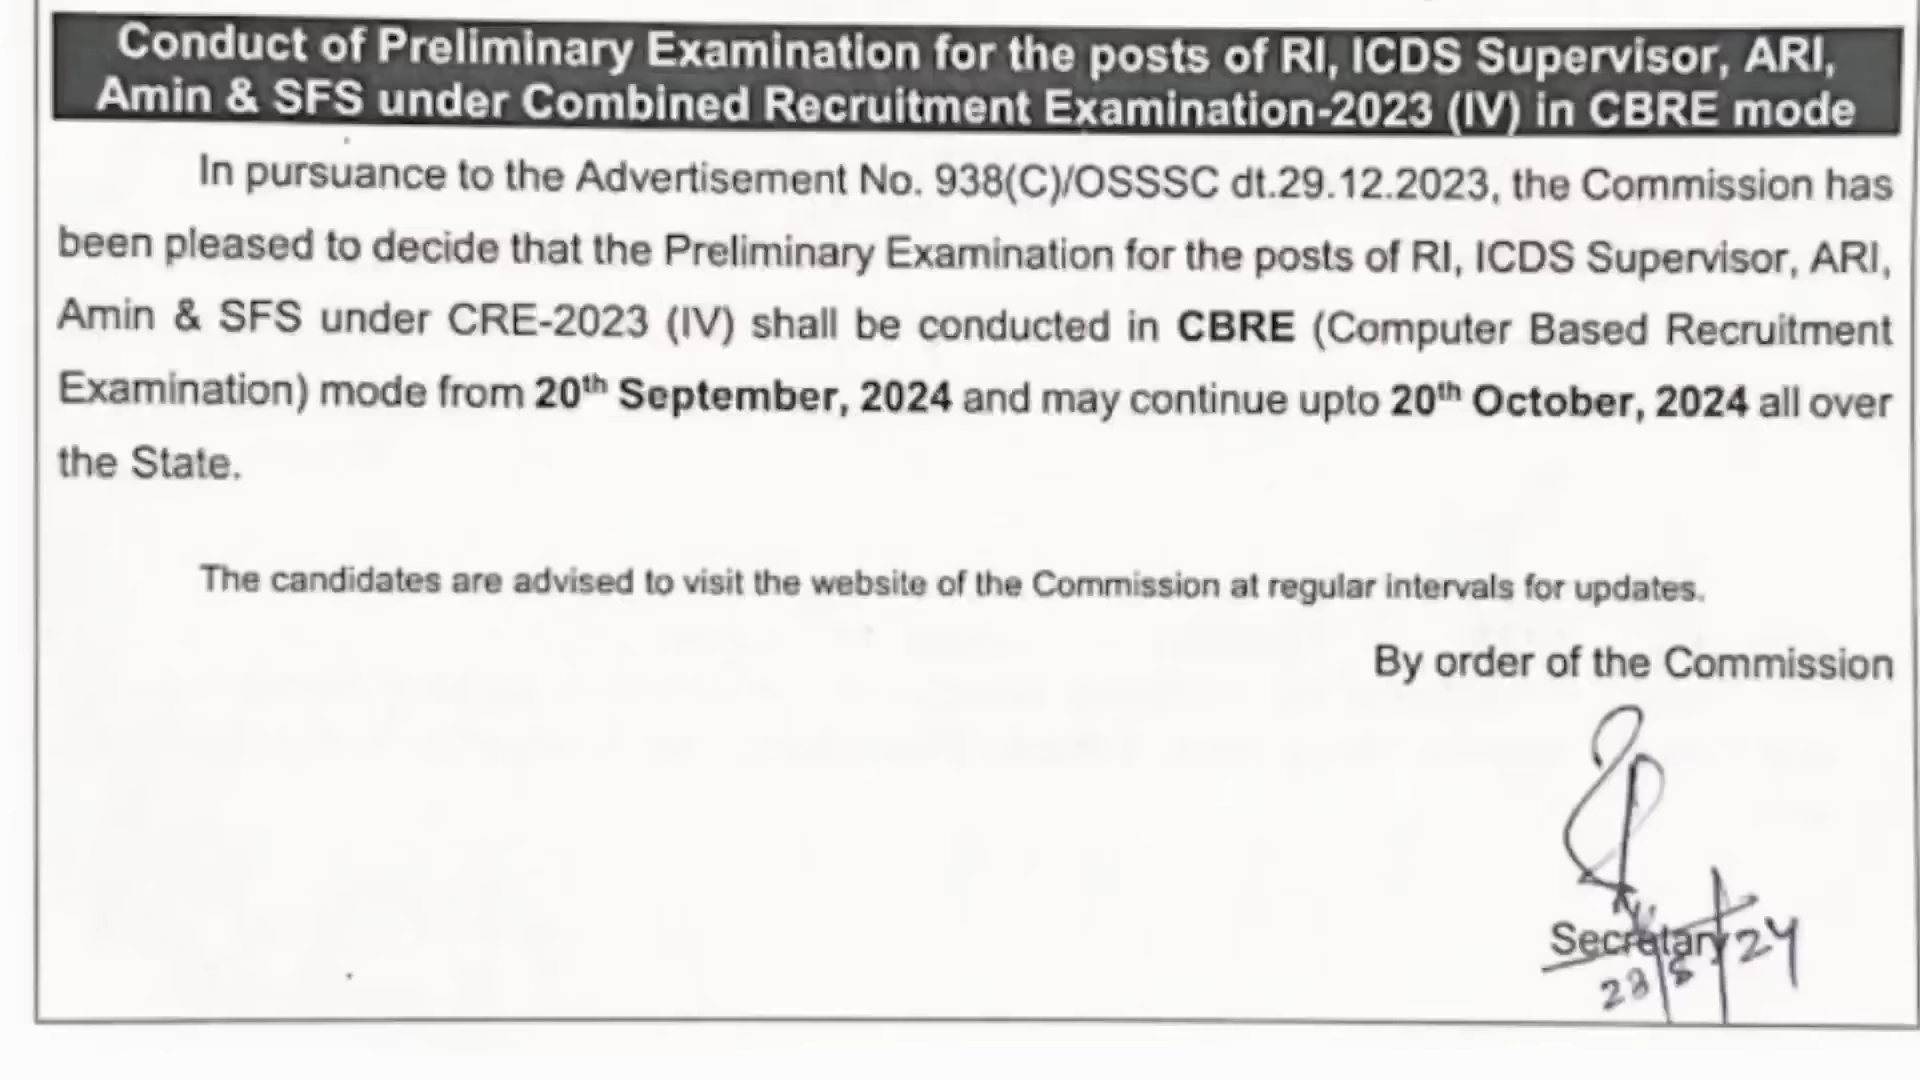 Conduct of Preliminary Examination for the posts of RI, ICDS Supervisor, ARI,
Amin & SFS under Combined Recruitment Examination-2023 (IV) in CBRE mode
In pursuance to the Advertisement No. 938(C)/OSSSC dt.29.12.2023, the Commission has
been pleased to decide that the Preliminary Examination for the posts of RI, ICDS Supervisor, ARI,
Amin & SFS under CRE-2023 (IV) shall be conducted in CBRE (Computer Based Recruitment
Examination) mode from 20th September, 2024 and may continue upto 20th October, 2024 all over
the State.
The candidates are advised to visit the website of the Commission at regular intervals for updates.
By order of the Commission
Secretary